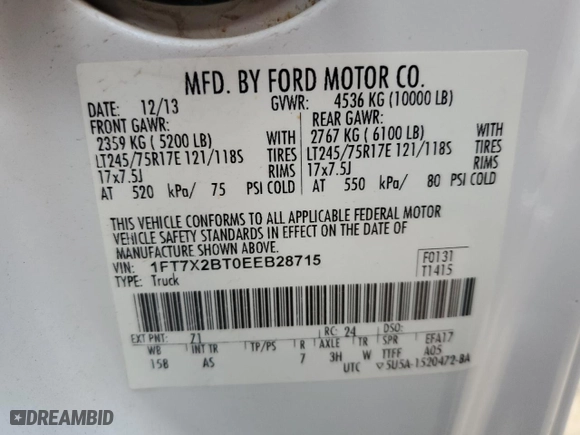 MFD. BY FORD MOTOR CO.
DATE: 12/13 GVWR: 4536 KG (10000 LB)
FRONT GAWR: REAR GAWR:
2359 KG ( 5200 LB) WITH 2767 KG ( 6100 LB) WITH
LT245/75R17E 121/118S TIRES LT245/75R17E 121/118S TIRES
17x7.5J RIMS 17x7.5J RIMS
AT 520 kPa/ 75 PSI COLD AT 550 kPa/ 80 PSI COLD
THIS VEHICLE CONFORMS TO ALL APPLICABLE FEDERAL MOTOR
VEHICLE SAFETY STANDARDS IN EFFECT ON THE DATE OF
MANUFACTURE SHOWN ABOVE.
VIN: 1FT7X2BT0EEB28715 F0131
TYPE: Truck T1415
EXT PNT: 71 RC: 24 DSO:
WB INT TR TP/PS R AXLE TR SPR EFA17
158 AS 7 3H W TTFF A05
UTC ▽ 5U5A-1520472-BA
DREAMBID